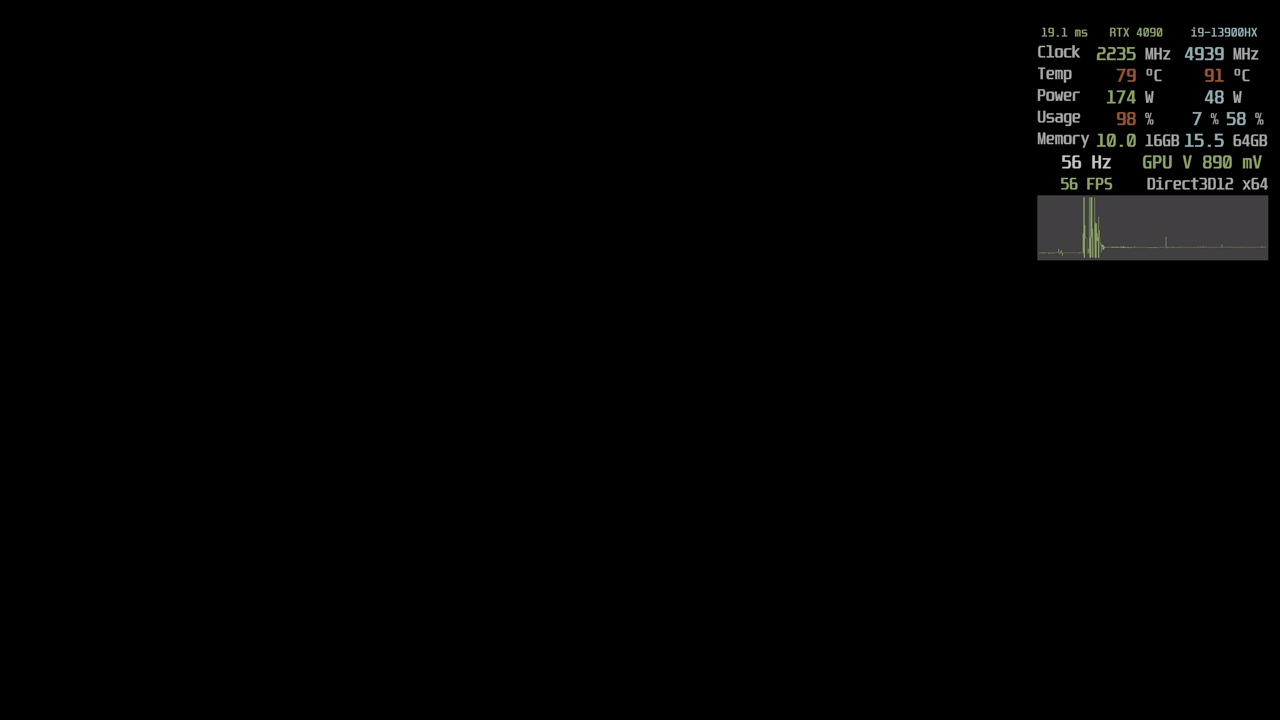 19.1 ms RTX 4090 i9-13900HX
Clock 2235 MHz 4939 MHz
Temp 79 ºC 91 ºC
Power 174 W 48 W
Usage 98 % 7 % 58 %
Memory 10.0 16GB 15.5 64GB
56 Hz GPU V 890 mV
56 FPS Direct3D12 x64